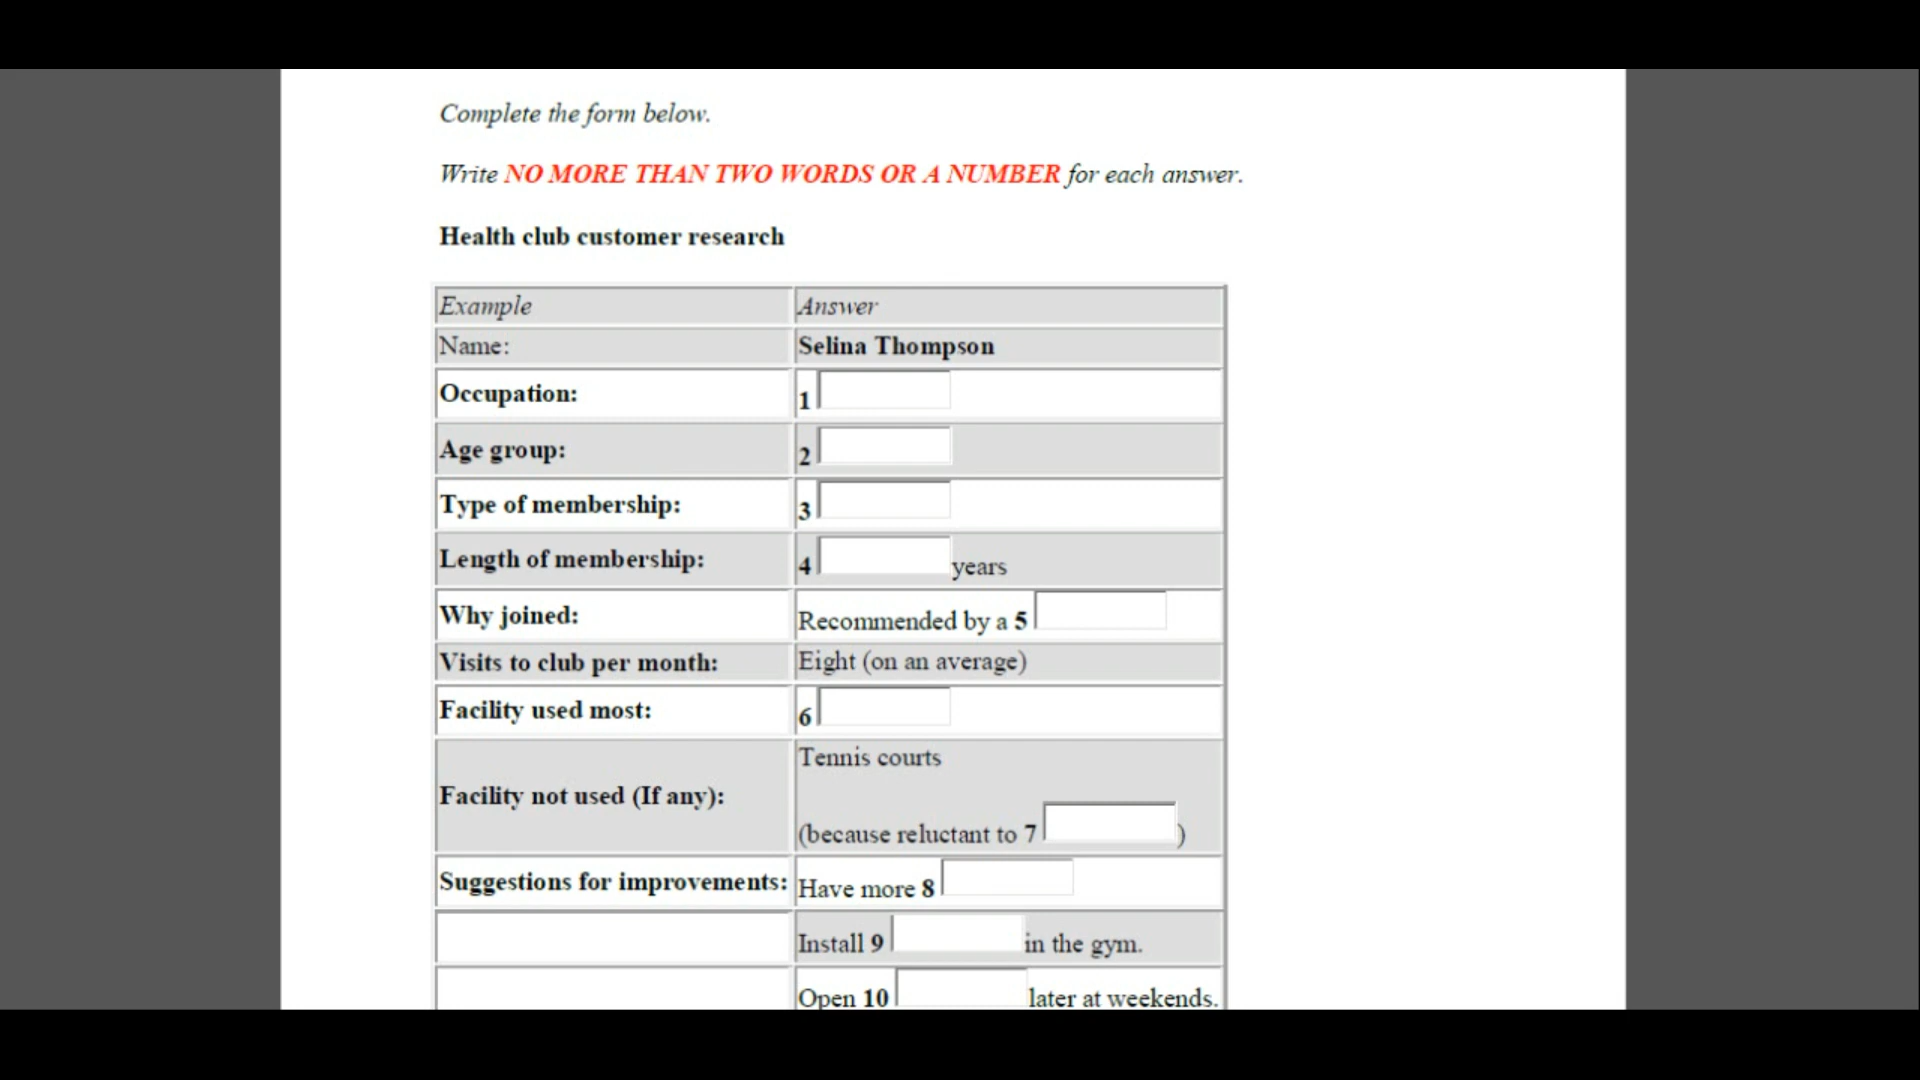 Complete the form below.
Write NO MORE THAN TWO WORDS OR A NUMBER for each answer.
Health club customer research
Example Answer
Name: Selina Thompson
Occupation: 1
Age group: 2
Type of membership: 3
Length of membership: 4 years
Why joined: Recommended by a 5
Visits to club per month: Eight (on an average)
Facility used most: 6
Tennis courts
Facility not used (If any):
(because reluctant to 7 )
Suggestions for improvements: Have more 8
Install 9 in the gym.
Open 10 later at weekends.